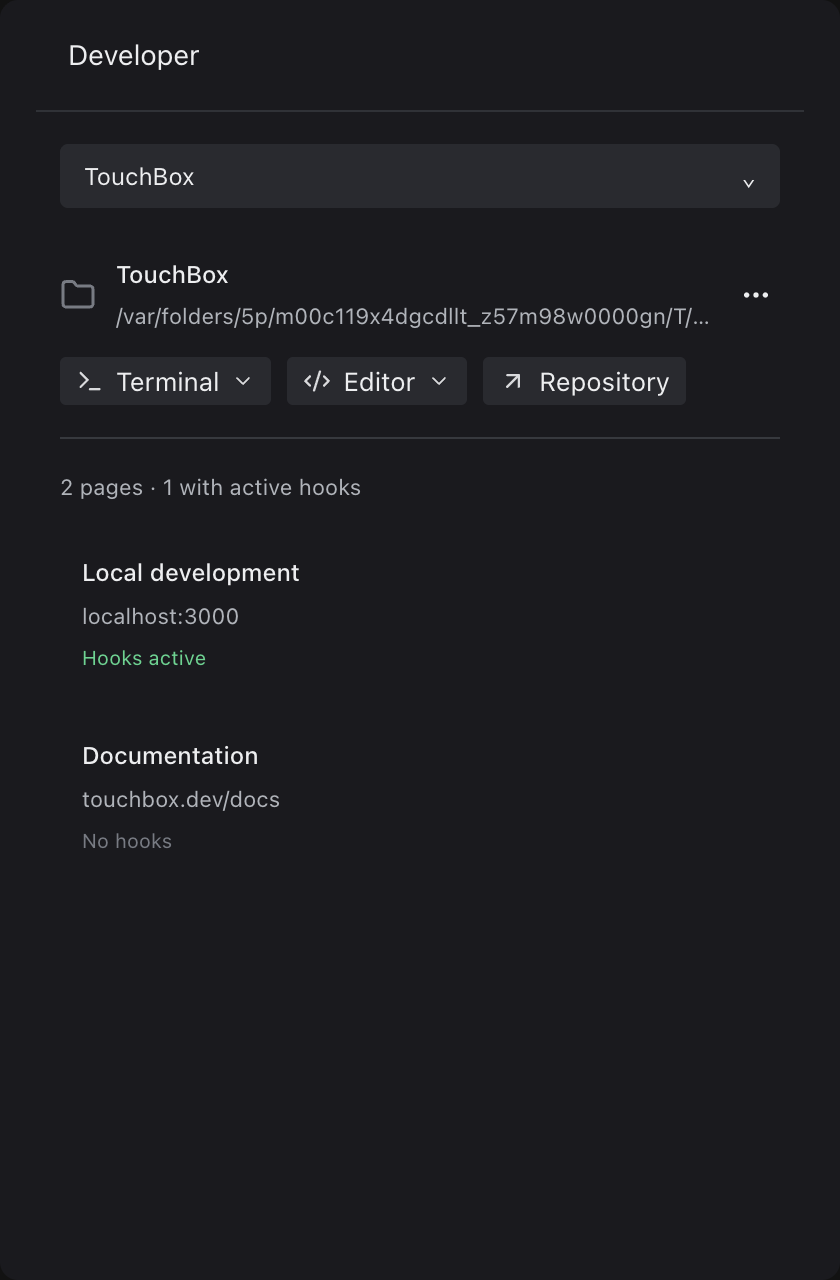 Developer
TouchBox
TouchBox
/var/folders/5p/m00c119x4dgcdllt_z57m98w0000gn/T/...
Terminal
Editor
Repository
2 pages · 1 with active hooks
Local development
localhost:3000
Hooks active
Documentation
touchbox.dev/docs
No hooks